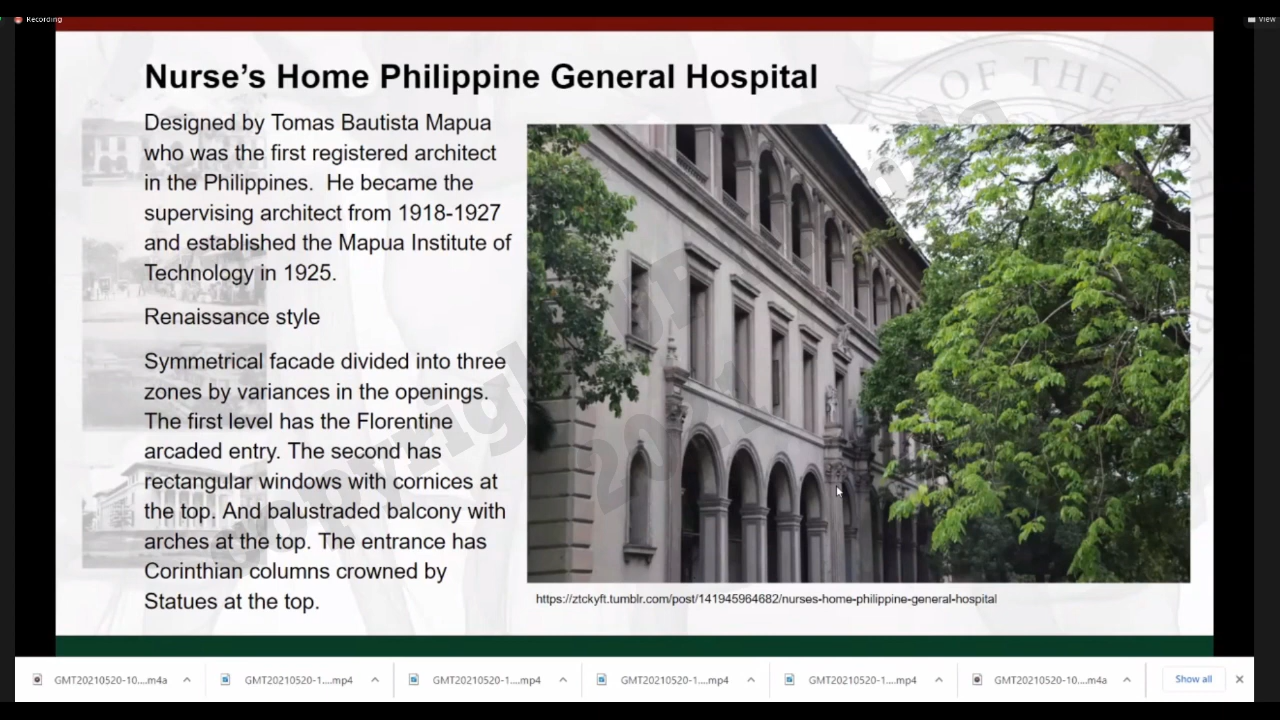 Recording
View
Nurse's Home Philippine General Hospital
Designed by Tomas Bautista Mapua
who was the first registered architect
in the Philippines.  He became the
supervising architect from 1918-1927
and established the Mapua Institute of
Technology in 1925.
Renaissance style
Symmetrical facade divided into three
zones by variances in the openings.
The first level has the Florentine
arcaded entry. The second has
rectangular windows with cornices at
the top. And balustraded balcony with
arches at the top. The entrance has
Corinthian columns crowned by
Statues at the top.
OF THE
https://ztckyft.tumblr.com/post/141945964682/nurses-home-philippine-general-hospital
GMT20210520-10....m4a
GMT20210520-1....mp4
GMT20210520-1....mp4
GMT20210520-1....mp4
GMT20210520-1....mp4
GMT20210520-10....m4a
Show all